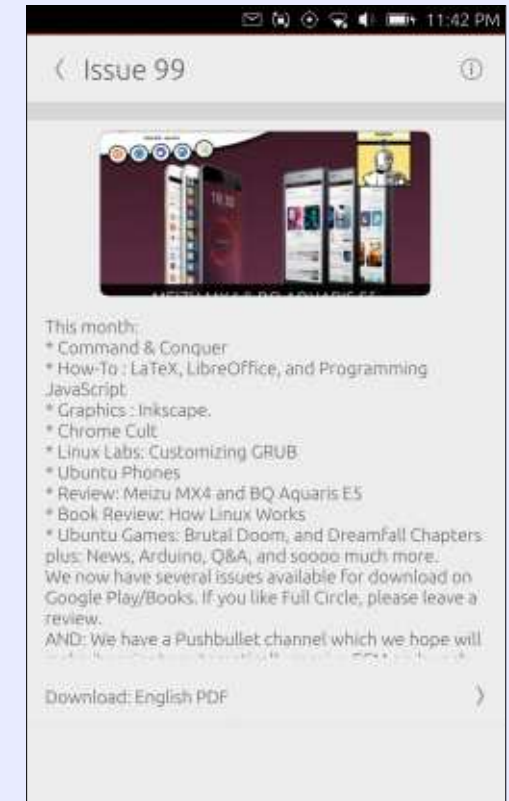 11:42 PM
Issue 99
MEIZU MX4 & BQ AQUARIS E5
This month:
* Command & Conquer
* How-To : LaTeX, LibreOffice, and Programming
JavaScript
* Graphics : Inkscape.
* Chrome Cult
* Linux Labs: Customizing GRUB
* Ubuntu Phones
* Review: Meizu MX4 and BQ Aquaris E5
* Book Review: How Linux Works
* Ubuntu Games: Brutal Doom, and Dreamfall Chapters
plus: News, Arduino, Q&A, and soooo much more.
We now have several issues available for download on
Google Play/Books. If you like Full Circle, please leave a
review.
AND: We have a Pushbullet channel which we hope will
Download: English PDF